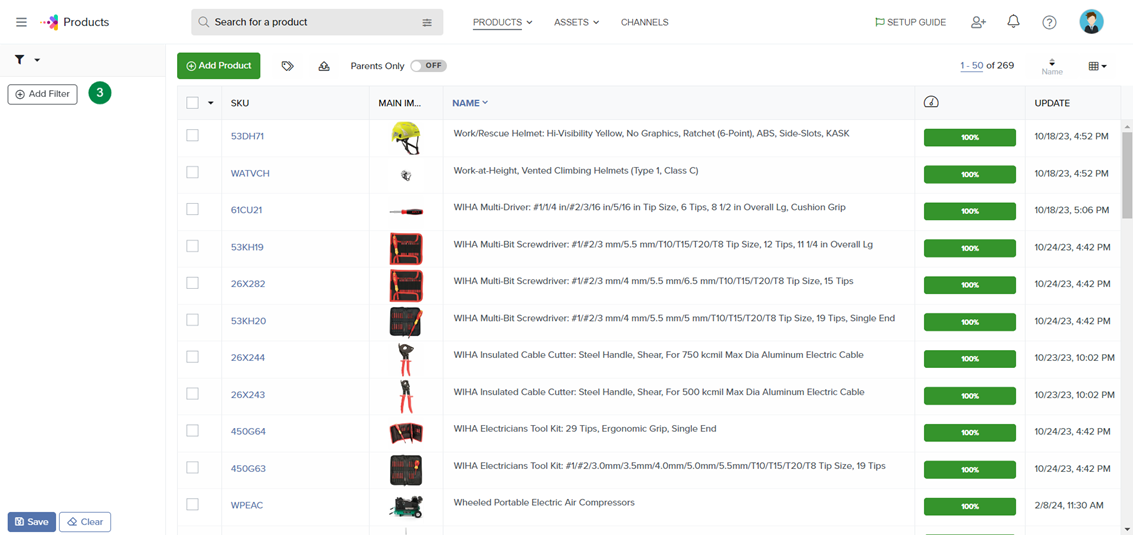 Products
Search for a product
PRODUCTS
ASSETS
CHANNELS
SETUP GUIDE
Add Filter
3
Add Product
Parents Only
OFF
1 - 50 of 269
Name
SKU MAIN IM... NAME UPDATE
53DH71 Work/Rescue Helmet: Hi-Visibility Yellow, No Graphics, Ratchet (6-Point), ABS, Side-Slots, KASK 100% 10/18/23, 4:52 PM
WATVCH Work-at-Height, Vented Climbing Helmets (Type 1, Class C) 100% 10/18/23, 4:52 PM
61CU21 WIHA Multi-Driver: #1/1/4 in/#2/3/16 in/5/16 in Tip Size, 6 Tips, 8 1/2 in Overall Lg, Cushion Grip 100% 10/18/23, 5:06 PM
53KH19 WIHA Multi-Bit Screwdriver: #1/#2/3 mm/5.5 mm/T10/T15/T20/T8 Tip Size, 12 Tips, 11 1/4 in Overall Lg 100% 10/24/23, 4:42 PM
26X282 WIHA Multi-Bit Screwdriver: #1/#2/3 mm/4 mm/5.5 mm/6.5 mm/T10/T15/T20/T8 Tip Size, 15 Tips 100% 10/24/23, 4:42 PM
53KH20 WIHA Multi-Bit Screwdriver: #1/#2/3 mm/4 mm/5.5 mm/5 mm/T10/T15/T20/T8 Tip Size, 19 Tips, Single End 100% 10/24/23, 4:42 PM
26X244 WIHA Insulated Cable Cutter: Steel Handle, Shear, For 750 kcmil Max Dia Aluminum Electric Cable 100% 10/23/23, 10:02 PM
26X243 WIHA Insulated Cable Cutter: Steel Handle, Shear, For 500 kcmil Max Dia Aluminum Electric Cable 100% 10/23/23, 10:02 PM
450G64 WIHA Electricians Tool Kit: 29 Tips, Ergonomic Grip, Single End 100% 10/24/23, 4:42 PM
450G63 WIHA Electricians Tool Kit: #1/#2/3.0mm/3.5mm/4.0mm/5.0mm/5.5mm/T10/T15/T20/T8 Tip Size, 19 Tips 100% 10/24/23, 4:42 PM
WPEAC Wheeled Portable Electric Air Compressors 100% 2/8/24, 11:30 AM
Save
Clear